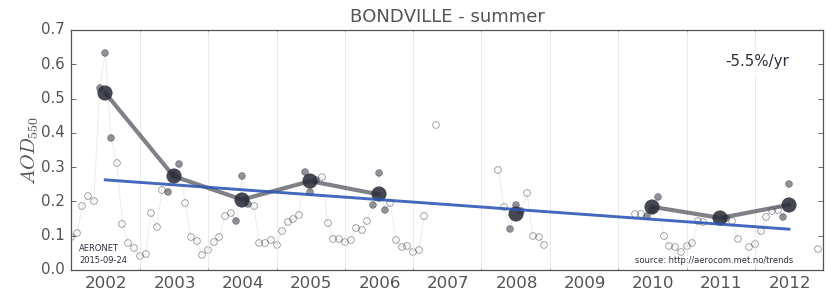 BONDVILLE - summer
0.7
0.6
0.5
0.4
0.3
0.2
0.1
0.0
AOD550
-5.5%/yr
AERONET
2015-09-24
source: http://aerocom.met.no/trends
2002 2003 2004 2005 2006 2007 2008 2009 2010 2011 2012